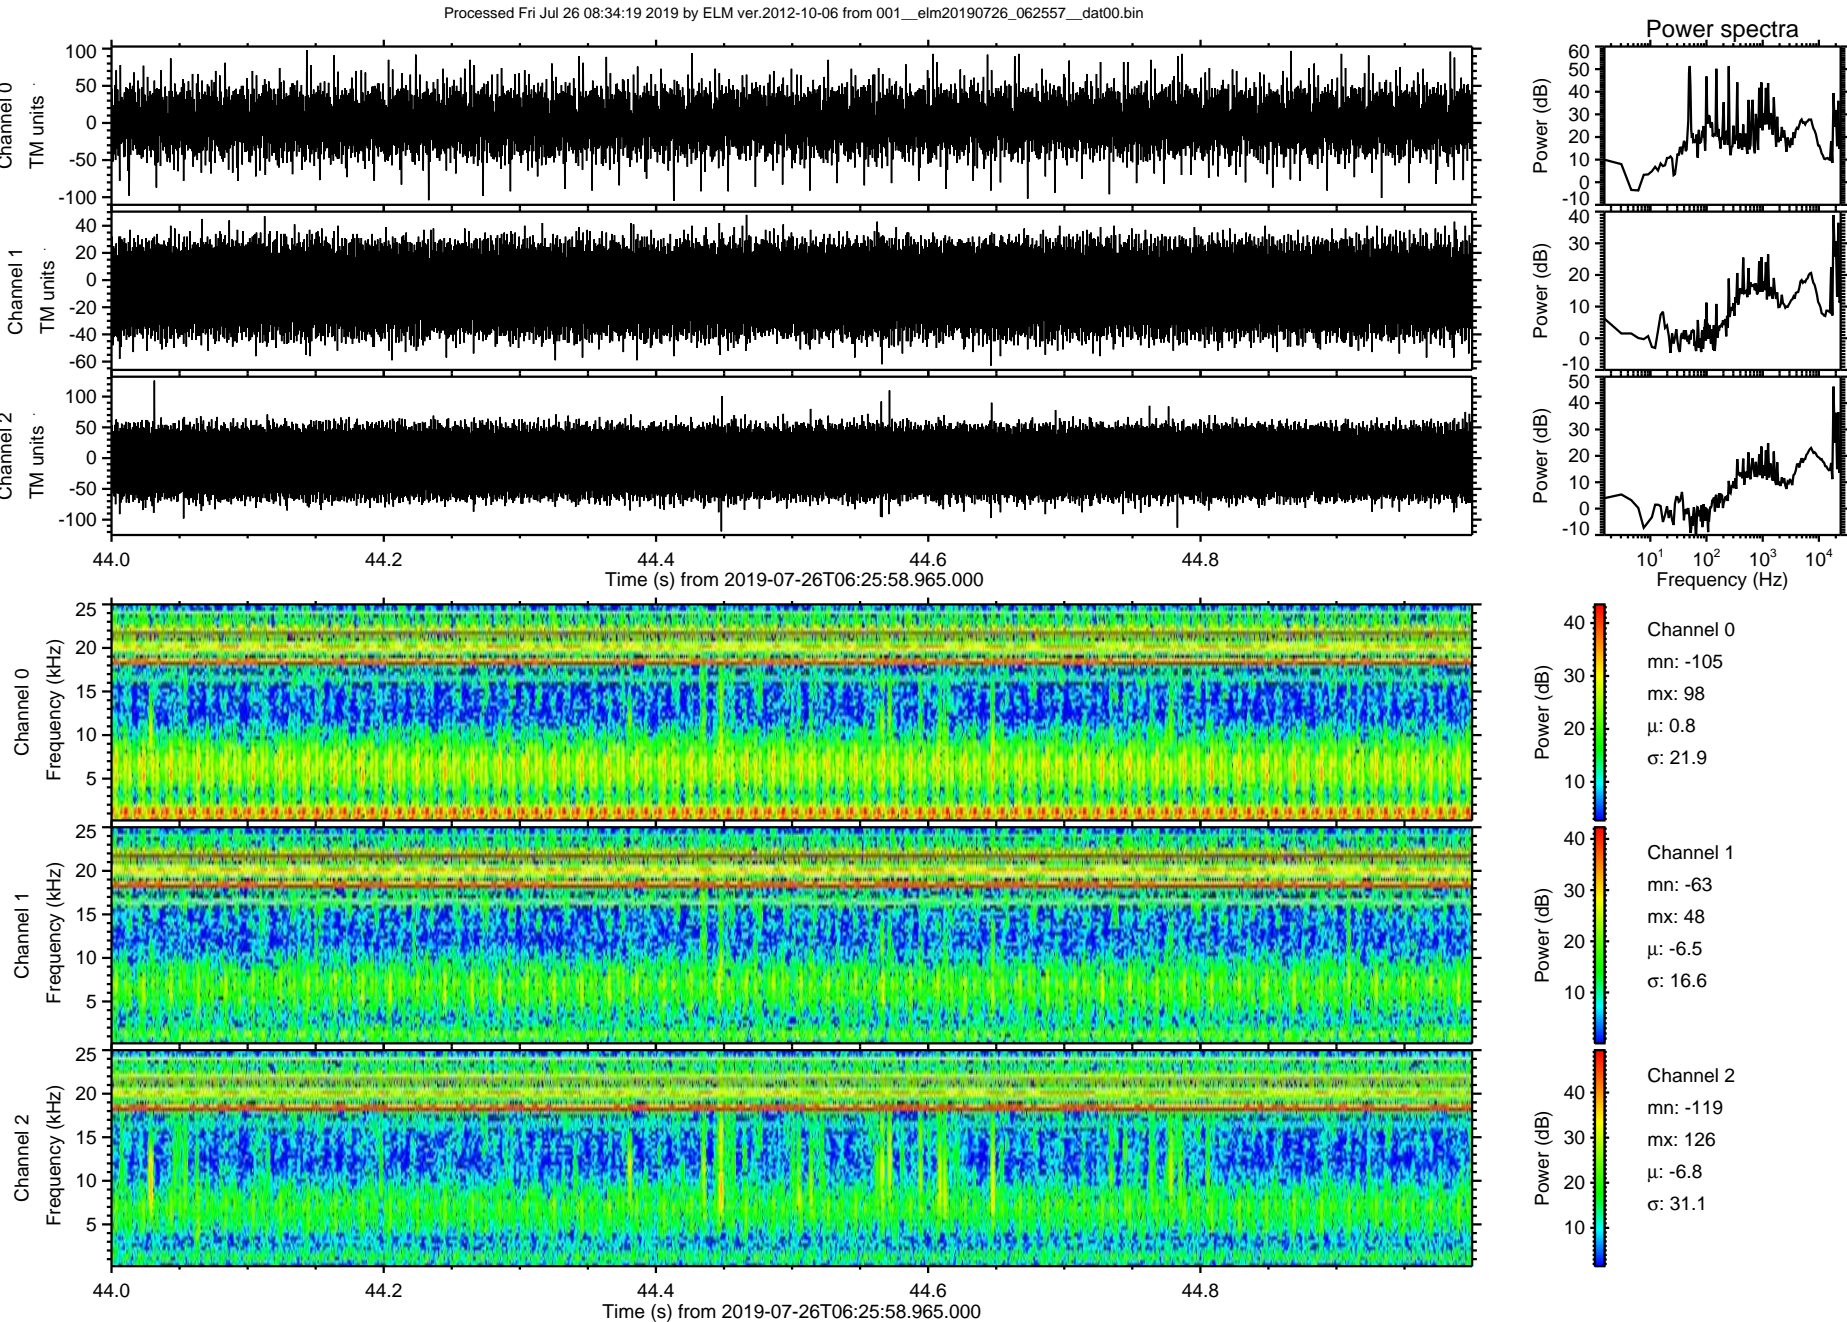 Processed Fri Jul 26 08:34:19 2019 by ELM ver.2012-10-06 from 001__elm20190726_062557__dat00.bin
Power spectra
Channel 0
TM units
100
50
0
-50
-100
Power (dB)
60
50
40
30
20
10
0
-10
Channel 1
TM units
40
20
0
-20
-40
-60
Power (dB)
40
30
20
10
0
-10
Channel 2
TM units
100
50
0
-50
-100
Power (dB)
50
40
30
20
10
0
-10
44.0 44.2 44.4 44.6 44.8
Time (s) from 2019-07-26T06:25:58.965.000
10^1 10^2 10^3 10^4
Frequency (Hz)
Channel 0
Frequency (kHz)
25
20
15
10
5
Power (dB)
40
30
20
10
Channel 0
mn: -105
mx: 98
μ: 0.8
σ: 21.9
Channel 1
Frequency (kHz)
25
20
15
10
5
Power (dB)
40
30
20
10
Channel 1
mn: -63
mx: 48
μ: -6.5
σ: 16.6
Channel 2
Frequency (kHz)
25
20
15
10
5
Power (dB)
40
30
20
10
Channel 2
mn: -119
mx: 126
μ: -6.8
σ: 31.1
44.0 44.2 44.4 44.6 44.8
Time (s) from 2019-07-26T06:25:58.965.000